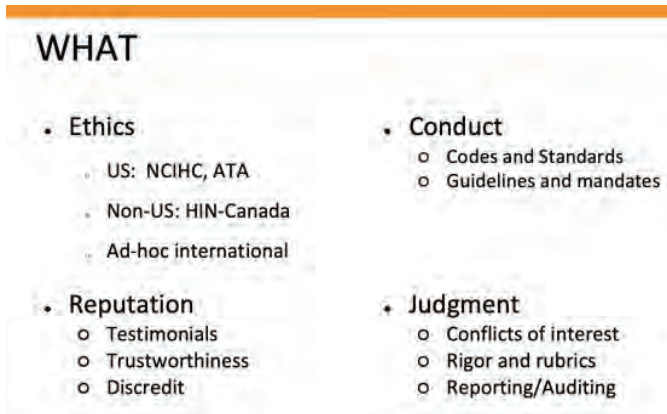 WHAT
• Ethics
◦ US: NCIHC, ATA
◦ Non-US: HIN-Canada
◦ Ad-hoc international
• Reputation
o Testimonials
o Trustworthiness
o Discredit
• Conduct
o Codes and Standards
o Guidelines and mandates
• Judgment
o Conflicts of interest
o Rigor and rubrics
o Reporting/Auditing